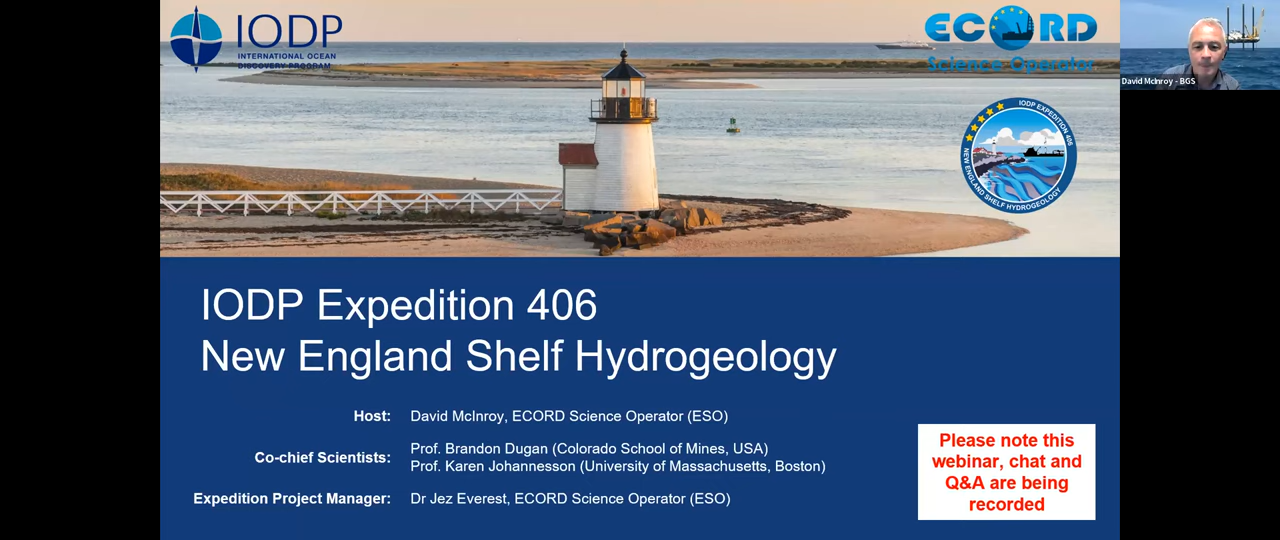 IODP
INTERNATIONAL OCEAN
DISCOVERY PROGRAM
ECORD
Science Operator
David McInroy - BGS
IODP EXPEDITION 406
NEW ENGLAND SHELF HYDROGEOLOGY
IODP Expedition 406
New England Shelf Hydrogeology
Host: David McInroy, ECORD Science Operator (ESO)
Co-chief Scientists: Prof. Brandon Dugan (Colorado School of Mines, USA)
Prof. Karen Johannesson (University of Massachusetts, Boston)
Expedition Project Manager: Dr Jez Everest, ECORD Science Operator (ESO)
Please note this
webinar, chat and
Q&A are being
recorded